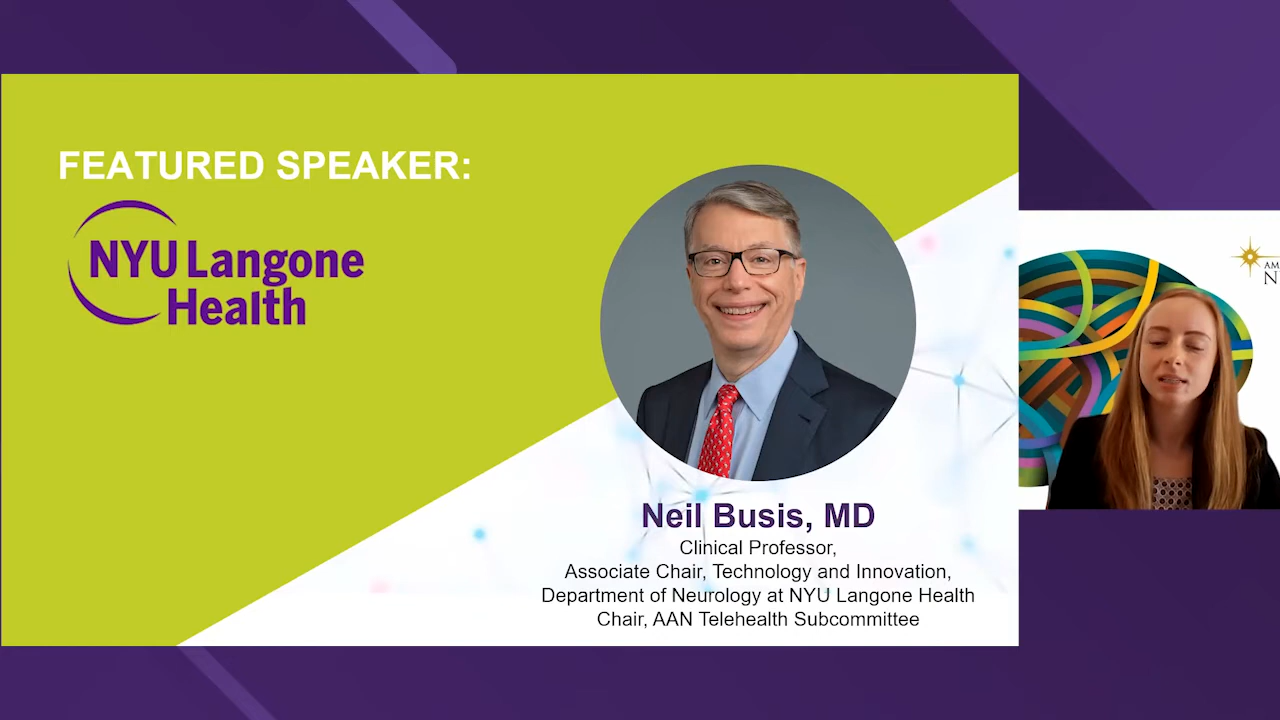 FEATURED SPEAKER:
NYU Langone
Health
Neil Busis, MD
Clinical Professor,
Associate Chair, Technology and Innovation,
Department of Neurology at NYU Langone Health
Chair, AAN Telehealth Subcommittee
AM
N